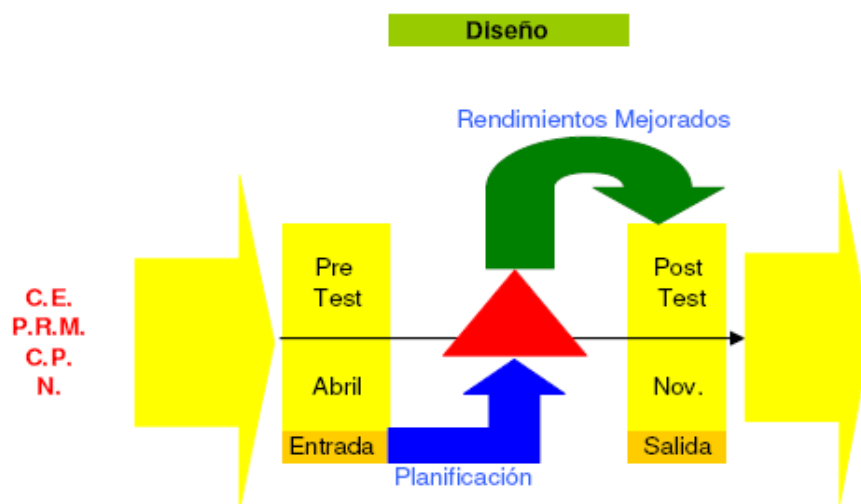 Diseño
Rendimientos Mejorados
C.E.
P.R.M.
C.P.
N.
Pre
Test
Abril
Entrada
Planificación
Post
Test
Nov.
Salida